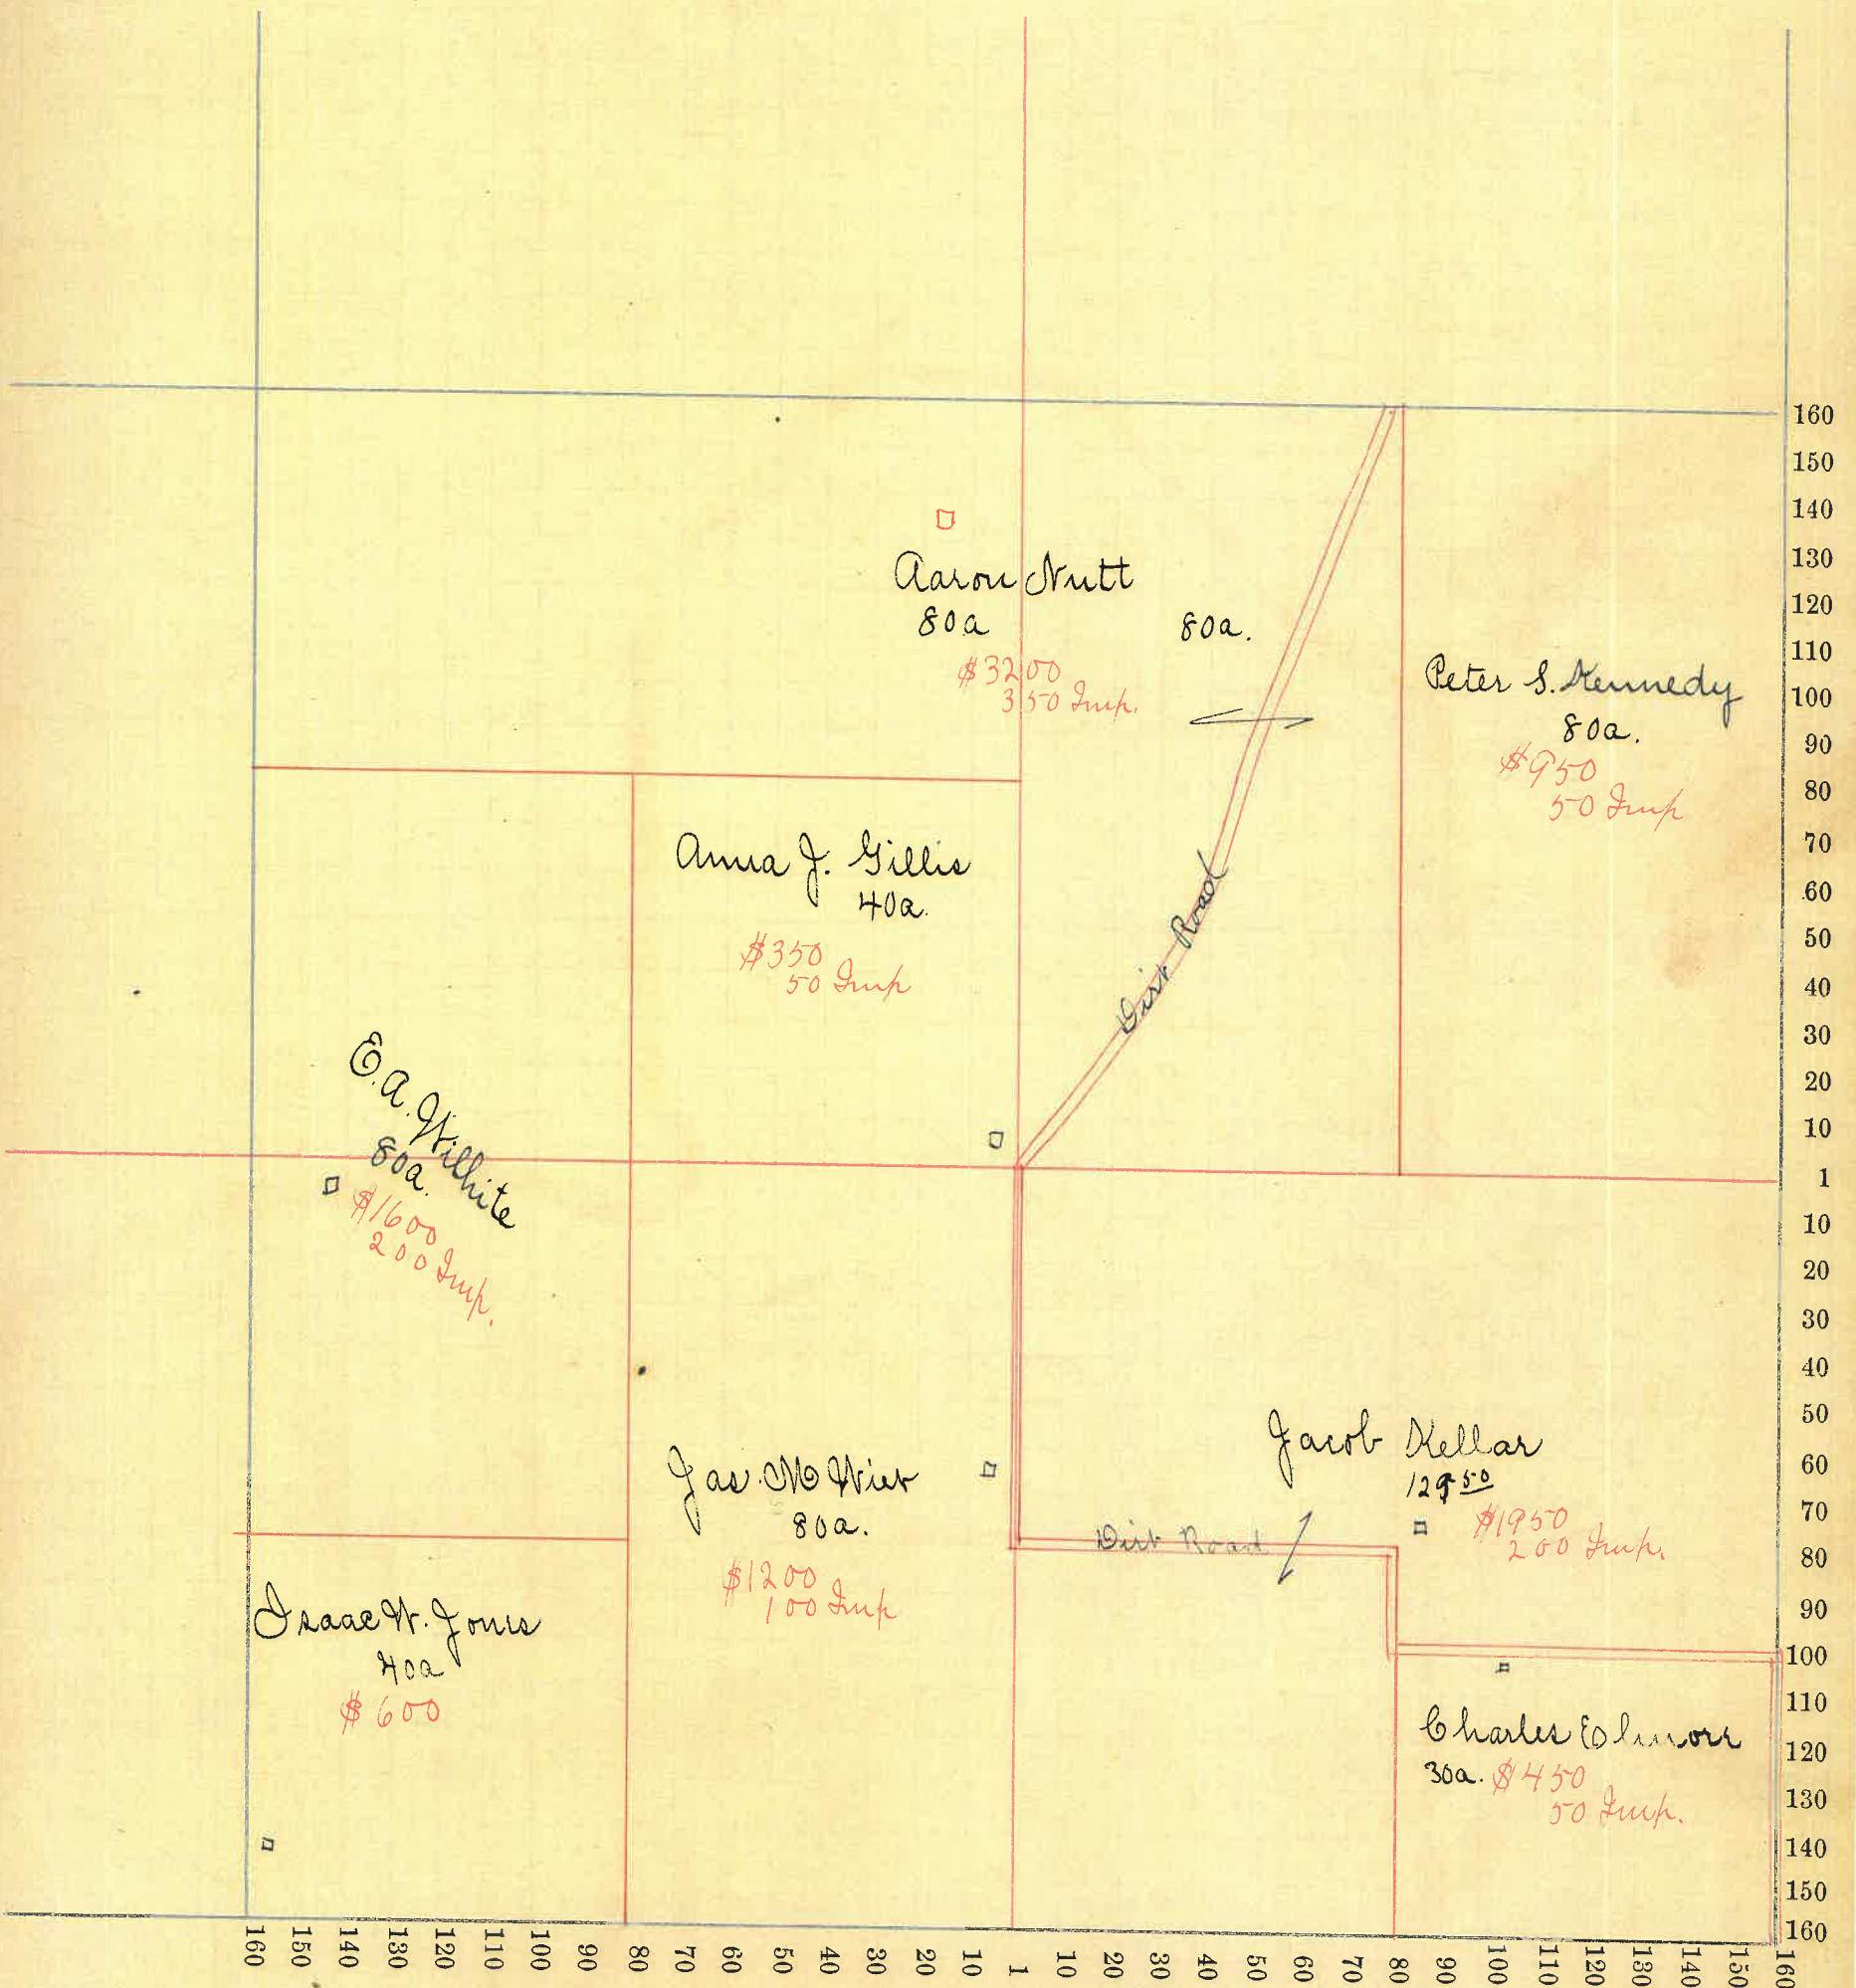 Aaron Nutt
80a
80a.
$3200
350 Imp.
Peter S. Kennedy
80a.
$950
50 Imp
Anna J. Gillis
40a.
$350
50 Imp
Dirt Road
E.A. Wilhite
80a.
$1600
200 Imp.
Jacob Kellar
129 50
$1950
200 Imp.
Dirt Road
Jas. M Wier
80a.
$1200
100 Imp
Isaac W. Jones
40a
$600
Charles Elmore
30a. $450
50 Imp.
160
150
140
130
120
110
100
90
80
70
60
50
40
30
20
10
1
10
20
30
40
50
60
70
80
90
100
110
120
130
140
150
160
160 150 140 130 120 110 100 90 80 70 60 50 40 30 20 10 1 10 20 30 40 50 60 70 80 90 100 110 120 130 140 150 160